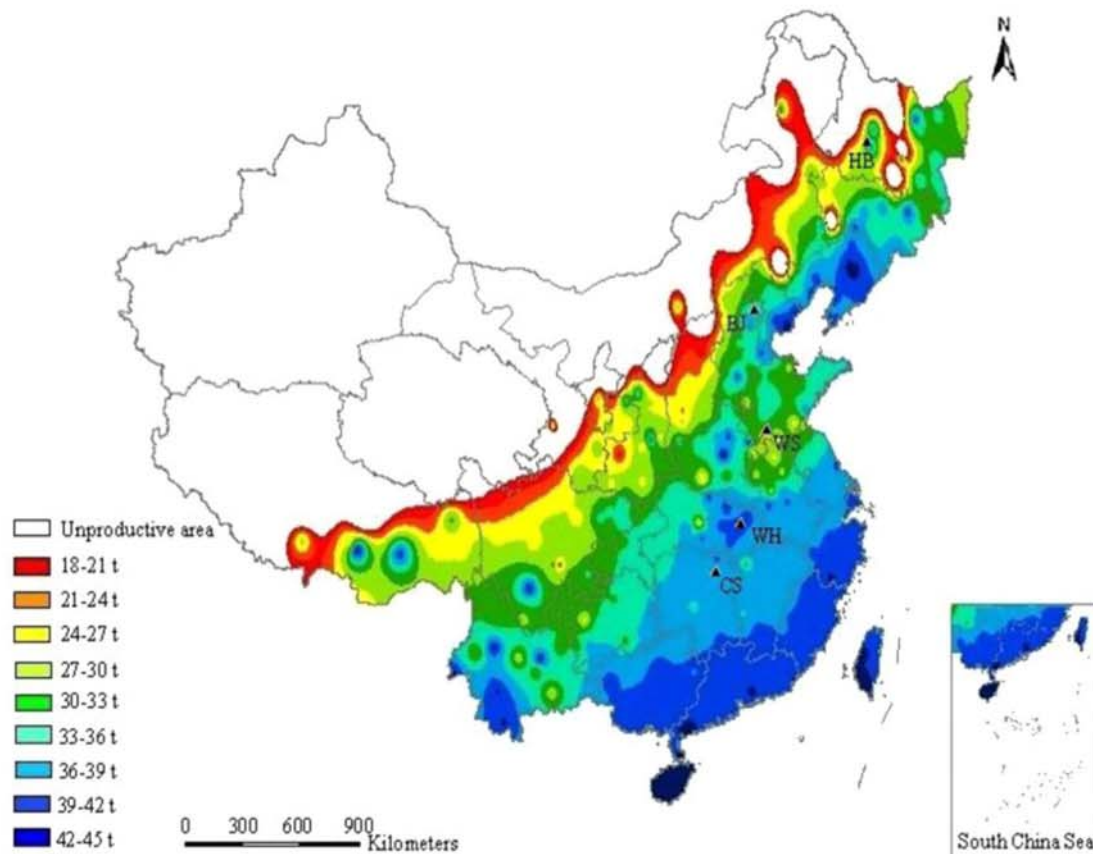 N
HB
BJ
WS
WH
CS
Unproductive area
18-21 t
21-24 t
24-27 t
27-30 t
30-33 t
33-36 t
36-39 t
39-42 t
42-45 t
0 300 600 900
Kilometers
South China Sea